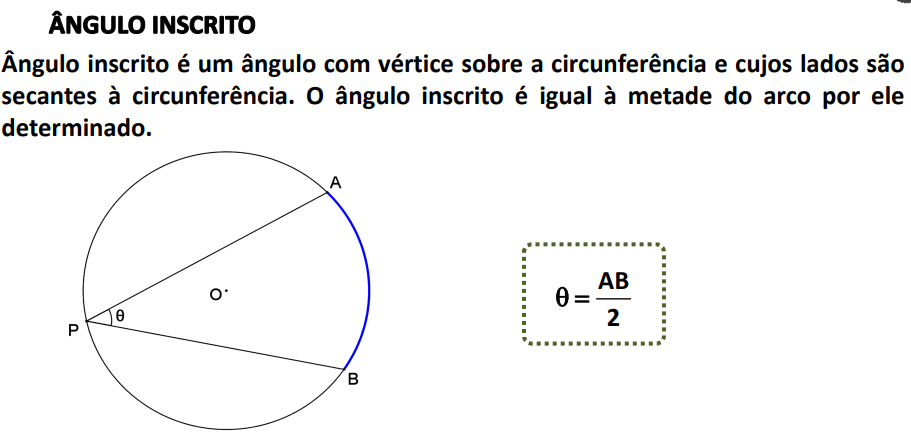 ÂNGULO INSCRITO
Ângulo inscrito é um ângulo com vértice sobre a circunferência e cujos lados são
secantes à circunferência. O ângulo inscrito é igual à metade do arco por ele
determinado.
A
O
θ
P
B
θ = AB
2